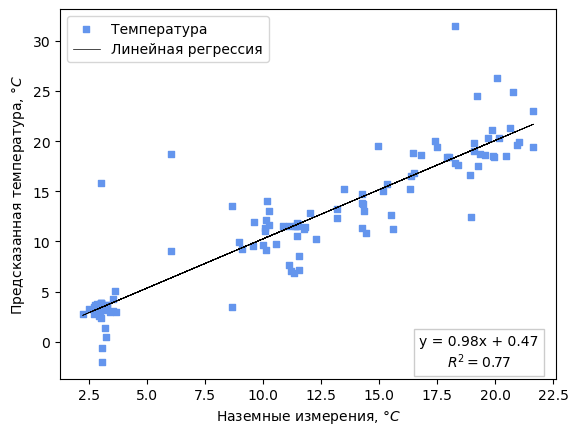 Температура
Линейная регрессия
Предсказанная температура, °C
30
25
20
15
10
5
0
y = 0.98x + 0.47
R² = 0.77
2.5 5.0 7.5 10.0 12.5 15.0 17.5 20.0 22.5
Наземные измерения, °C